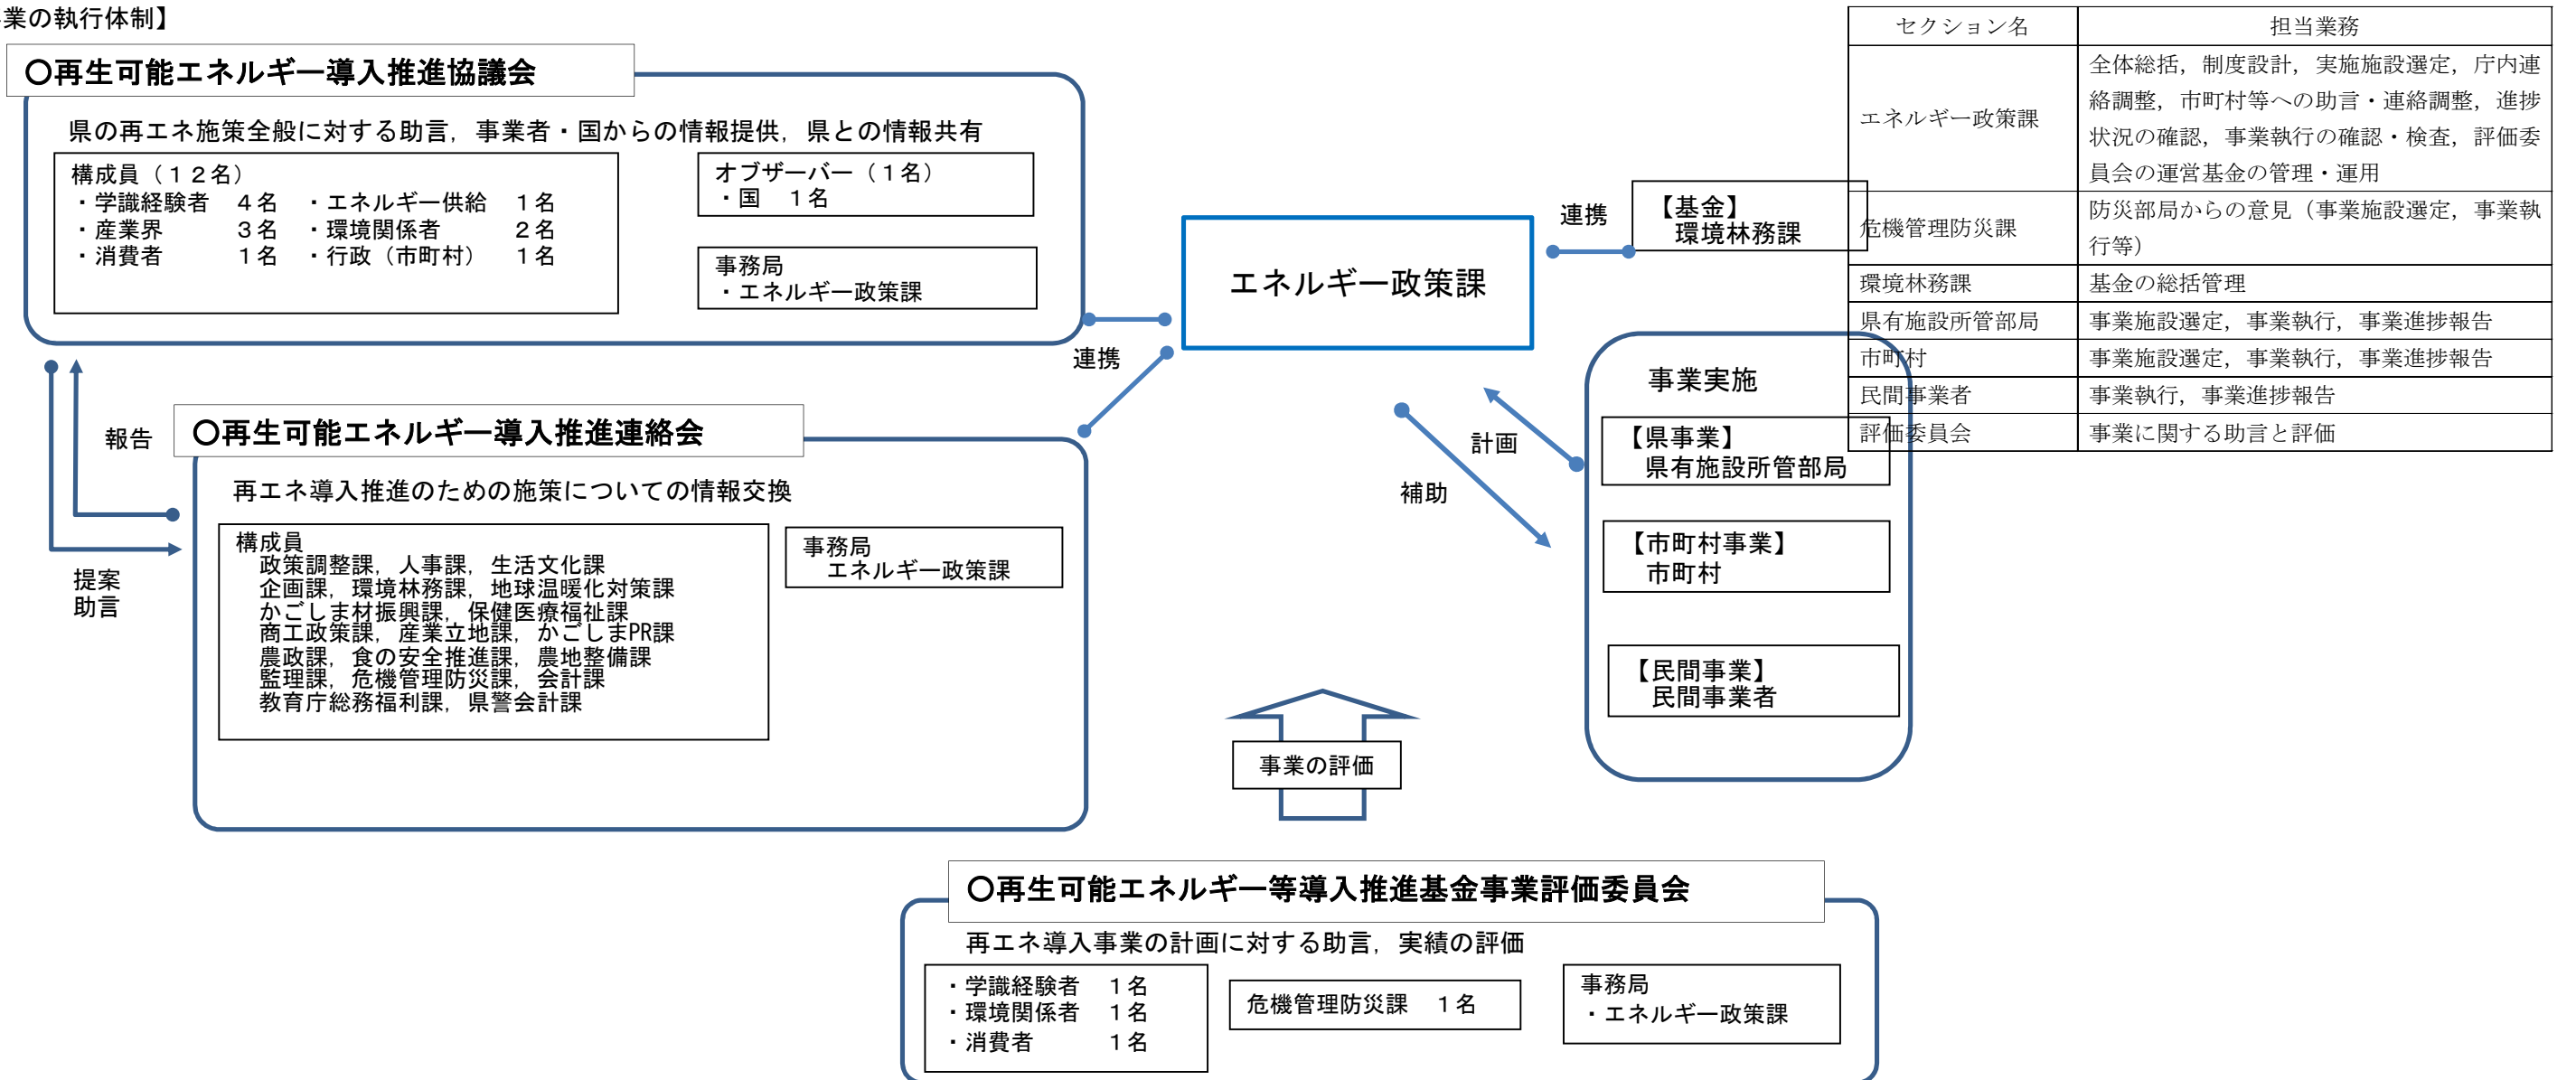 業の執行体制】
〇再生可能エネルギー導入推進協議会
県の再エネ施策全般に対する助言，事業者・国からの情報提供，県との情報共有
構成員（１２名）
・学識経験者　４名　・エネルギー供給　１名
・産業界　　　３名　・環境関係者　　　２名
・消費者　　　１名　・行政（市町村）　１名
オブザーバー（１名）
・国　１名
事務局
・エネルギー政策課
連携
報告
提案
助言
〇再生可能エネルギー導入推進連絡会
再エネ導入推進のための施策についての情報交換
構成員
政策調整課，人事課，生活文化課
企画課，環境林務課，地球温暖化対策課
かごしま材振興課，保健医療福祉課
商工政策課，産業立地課，かごしまPR課
農政課，食の安全推進課，農地整備課
監理課，危機管理防災課，会計課
教育庁総務福利課，県警会計課
事務局
エネルギー政策課
エネルギー政策課
連携
【基金】
環境林務課
計画
補助
事業実施
【県事業】
県有施設所管部局
【市町村事業】
市町村
【民間事業】
民間事業者
事業の評価
〇再生可能エネルギー等導入推進基金事業評価委員会
再エネ導入事業の計画に対する助言，実績の評価
・学識経験者　１名
・環境関係者　１名
・消費者　　　１名
危機管理防災課　１名
事務局
・エネルギー政策課
セクション名　担当業務
エネルギー政策課
全体総括，制度設計，実施施設選定，庁内連
絡調整，市町村等への助言・連絡調整，進捗
状況の確認，事業執行の確認・検査，評価委
員会の運営基金の管理・運用
危機管理防災課
防災部局からの意見（事業施設選定，事業執
行等）
環境林務課　基金の総括管理
県有施設所管部局　事業施設選定，事業執行，事業進捗報告
市町村　事業施設選定，事業執行，事業進捗報告
民間事業者　事業執行，事業進捗報告
評価委員会　事業に関する助言と評価